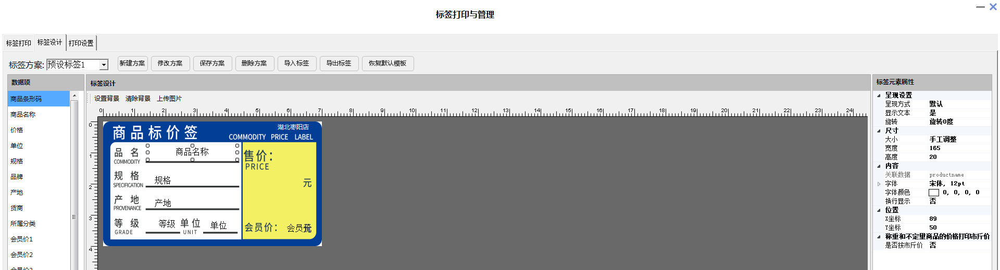 标签打印与管理
标签打印 标签设计 打印设置
标签方案: 预设标签1 新建方案 修改方案 保存方案 删除方案 导入标签 导出标签 恢复默认模板
数据项
商品条形码
商品名称
价格
单位
规格
品牌
产地
货商
所属分类
会员价1
会员价2
标签设计
设置背景 清除背景 上传图片
0 1 2 3 4 5 6 7 8 9 10 11 12 13 14 15 16 17 18 19 20 21 22 23 24
0
1
2
3
4
商品标价签 湖北枣阳店
COMMODITY PRICE LABEL
品 名 商品名称
COMMODITY
规 格 规格
SPECIFICATION
产 地 产地
PROVENANCE
等 级 等级 单位 单位
GRADE UNIT
售价:
PRICE
元
会员价: 会员价
标签元素属性
呈现设置
呈现方式 默认
显示文本 是
旋转 旋转0度
尺寸
大小 手工调整
宽度 165
高度 20
内容
关联数据 productname
字体 宋体, 12pt
字体颜色 0, 0, 0, 0
换行显示 否
位置
X坐标 89
Y坐标 50
称重和不定量商品的价格打印市斤价
是否按市斤价 否